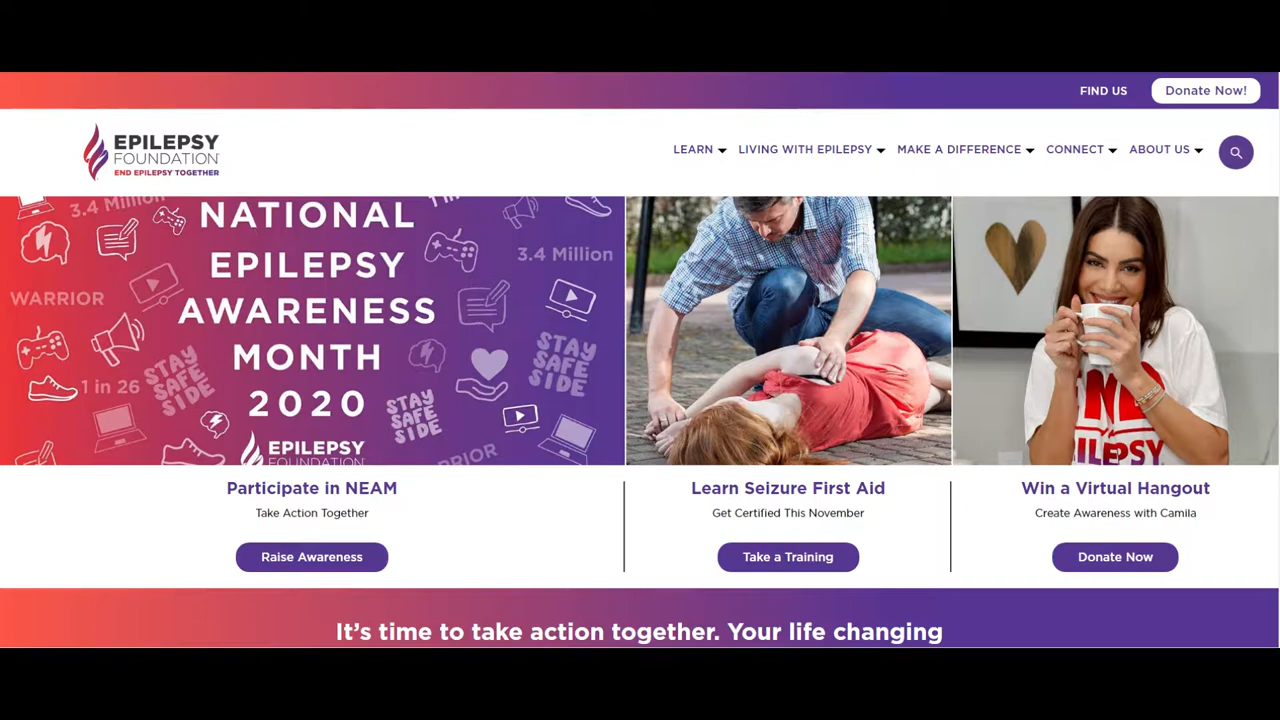 FIND US
Donate Now!
EPILEPSY
FOUNDATION
END EPILEPSY TOGETHER
LEARN
LIVING WITH EPILEPSY
MAKE A DIFFERENCE
CONNECT
ABOUT US
3.4 Million
NATIONAL
EPILEPSY
AWARENESS
MONTH
2020
3.4 Million
WARRIOR
1 in 26
STAY
SAFE
SIDE
STAY
SAFE
SIDE
STAY
SAFE
SIDE
EPILEPSY
FOUNDATION
Participate in NEAM
Take Action Together
Raise Awareness
Learn Seizure First Aid
Get Certified This November
Take a Training
Win a Virtual Hangout
Create Awareness with Camila
Donate Now
It's time to take action together. Your life changing